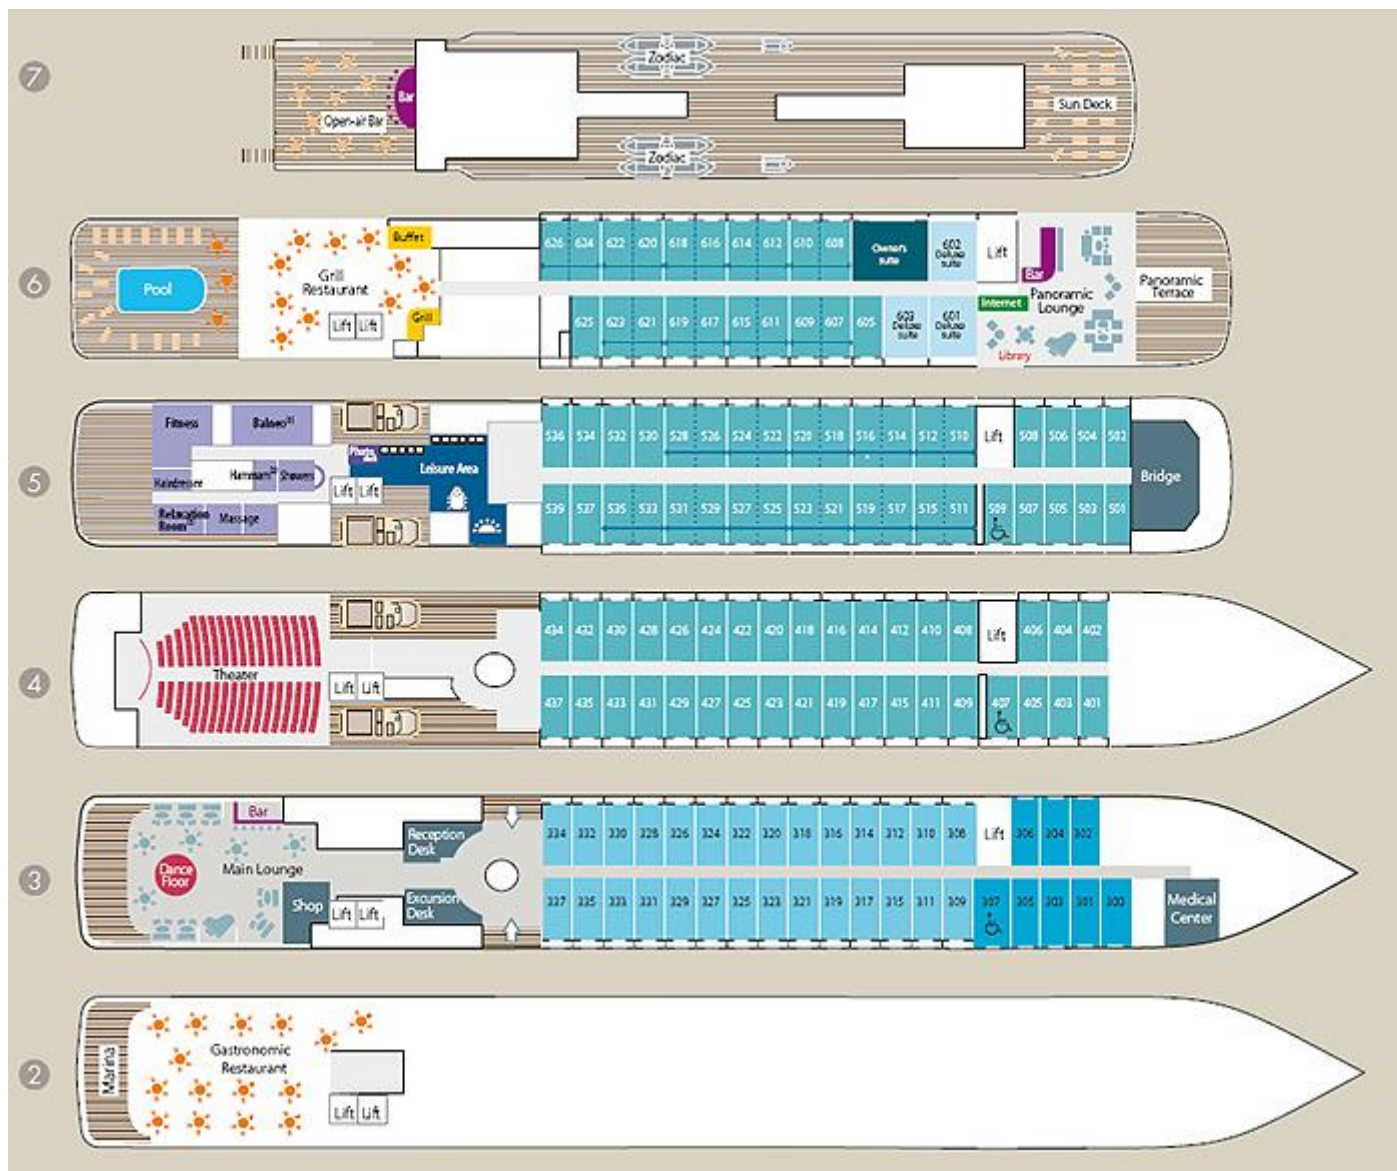 7
Zodiac
Bar
Open-air Bar
Sun Deck
Zodiac
6
Buffet
626 624 622 620 618 616 614 612 610 608
Owner's
suite
602
Deluxe
suite
Lift
Bar
Pool
Grill
Restaurant
Lift Lift
Grill
Internet
Panoramic
Lounge
Panoramic
Terrace
625 623 621 619 617 615 611 609 607 605
603
Deluxe
suite
601
Deluxe
suite
Library
5
Fitness
Balneo
Photo
Leisure Area
536 534 532 530 528 526 524 522 520 518 516 514 512 510
Lift
508 506 504 502
Hairdresser
Hammam
Showers
Lift Lift
Bridge
Relaxation
Room
Massage
539 537 535 533 531 529 527 525 523 521 519 517 515 511 509 507 505 503 501
4
434 432 430 428 426 424 422 420 418 416 414 412 410 408
Lift
406 404 402
Theater
Lift Lift
437 435 433 431 429 427 425 423 421 419 417 415 411 409 407 405 403 401
3
Bar
Reception
Desk
334 332 330 328 326 324 322 320 318 316 314 312 310 308
Lift
306 304 302
Dance
Floor
Main Lounge
Shop
Lift Lift
Excursion
Desk
337 335 333 331 329 327 325 323 321 319 317 315 311 309 307 305 303 301 300
Medical
Center
2
Marina
Gastronomic
Restaurant
Lift Lift